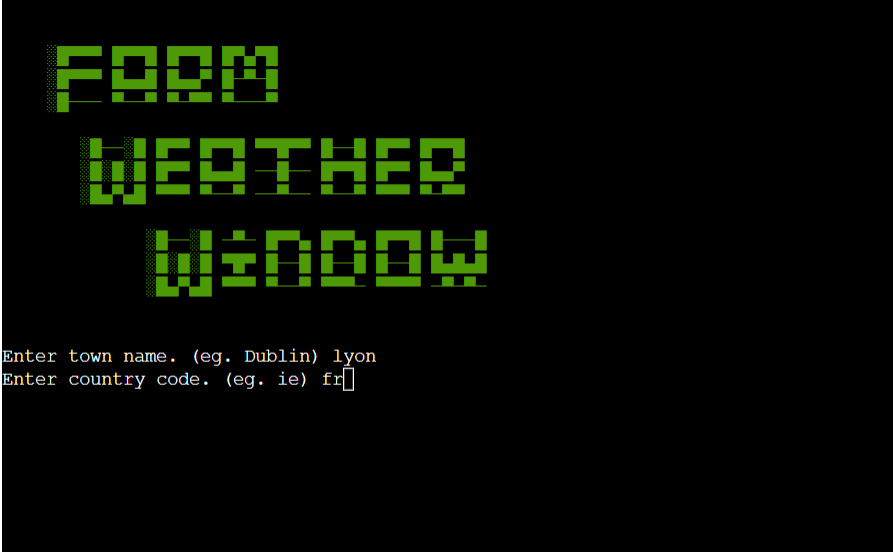 FARM
WEATHER
WINDOW
Enter town name. (eg. Dublin) lyon
Enter country code. (eg. ie) fr